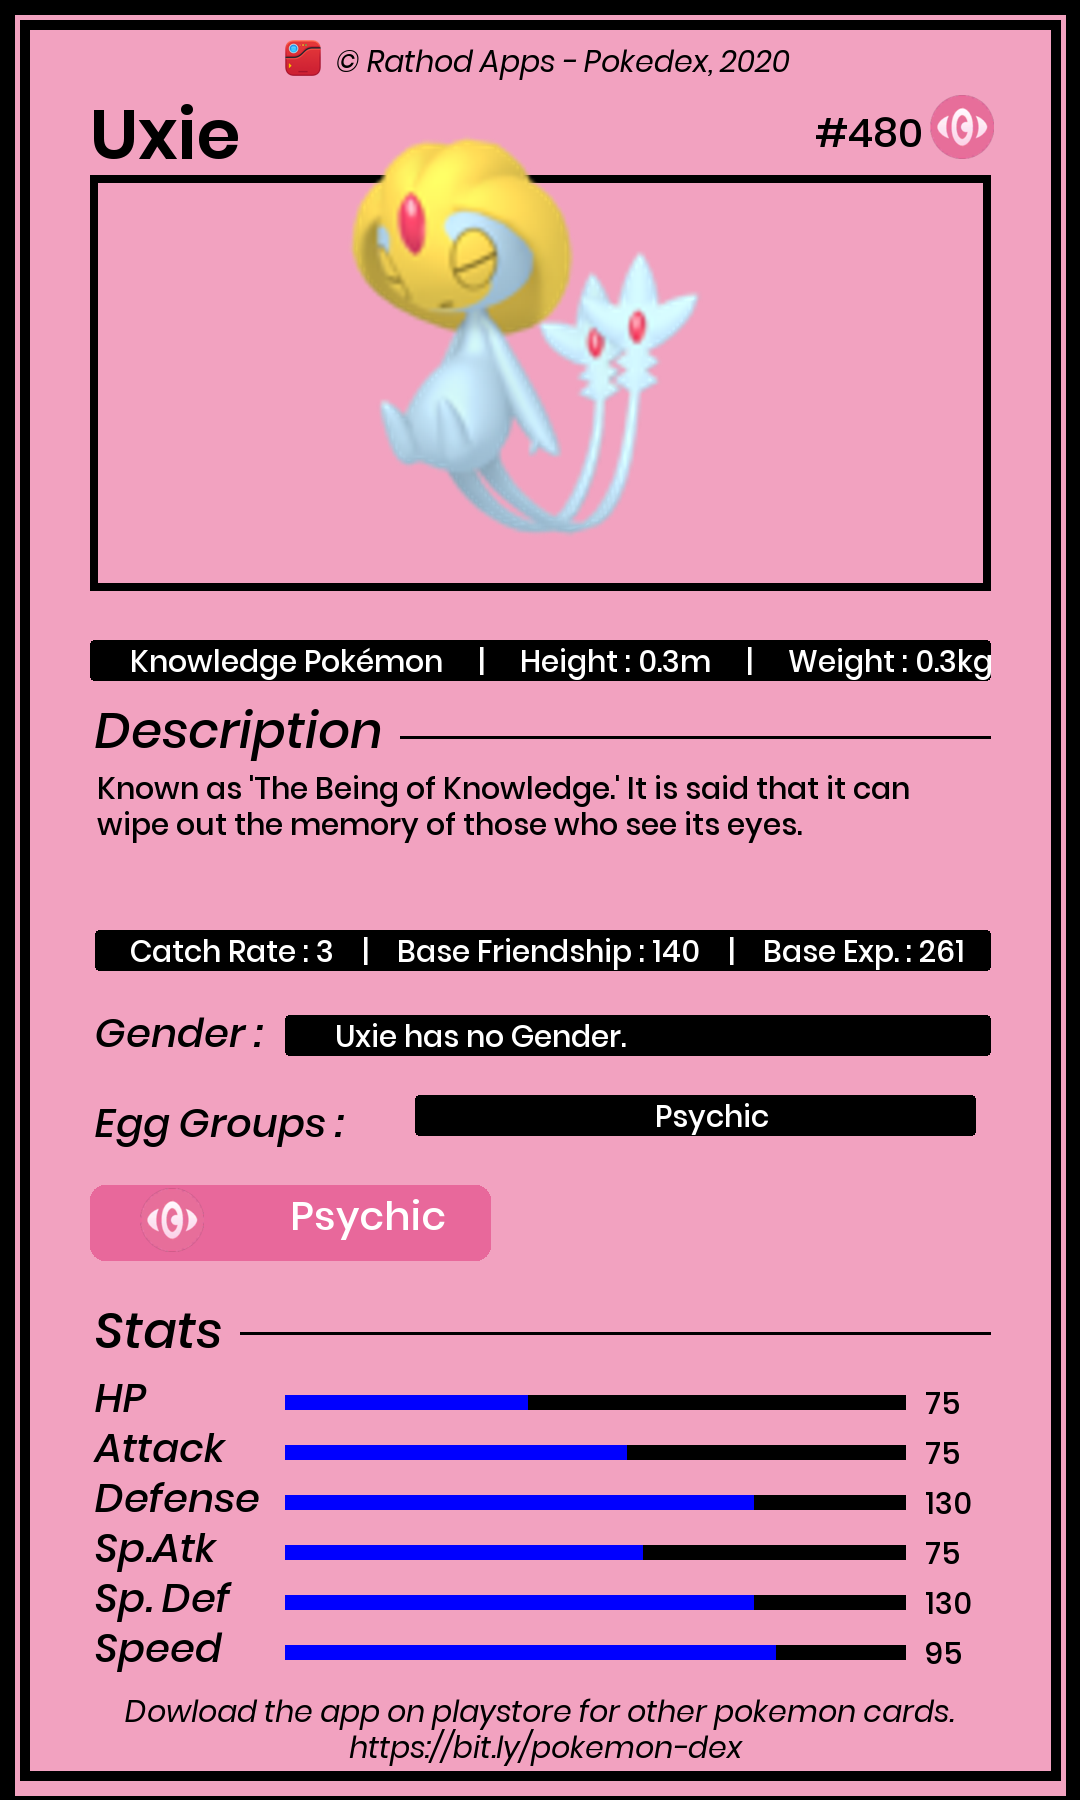 © Rathod Apps - Pokedex, 2020
Uxie
#480
Knowledge Pokémon | Height : 0.3m | Weight : 0.3kg
Description
Known as 'The Being of Knowledge.' It is said that it can
wipe out the memory of those who see its eyes.
Catch Rate : 3 | Base Friendship : 140 | Base Exp. : 261
Gender : Uxie has no Gender.
Egg Groups : Psychic
Psychic
Stats
HP 75
Attack 75
Defense 130
Sp.Atk 75
Sp. Def 130
Speed 95
Dowload the app on playstore for other pokemon cards.
https://bit.ly/pokemon-dex